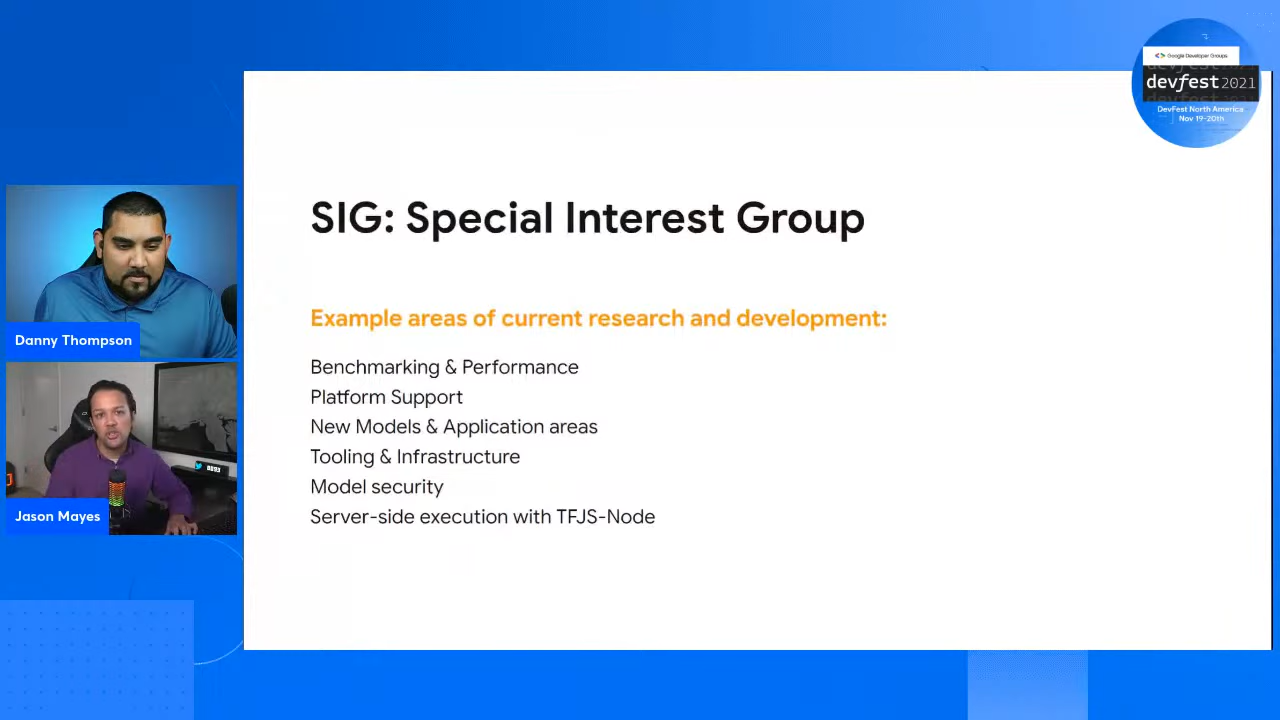 Google Developer Groups
devfest 2021
DevFest North America
Nov 19-20th
SIG: Special Interest Group
Example areas of current research and development:
Benchmarking & Performance
Platform Support
New Models & Application areas
Tooling & Infrastructure
Model security
Server-side execution with TFJS-Node
Danny Thompson
Jason Mayes